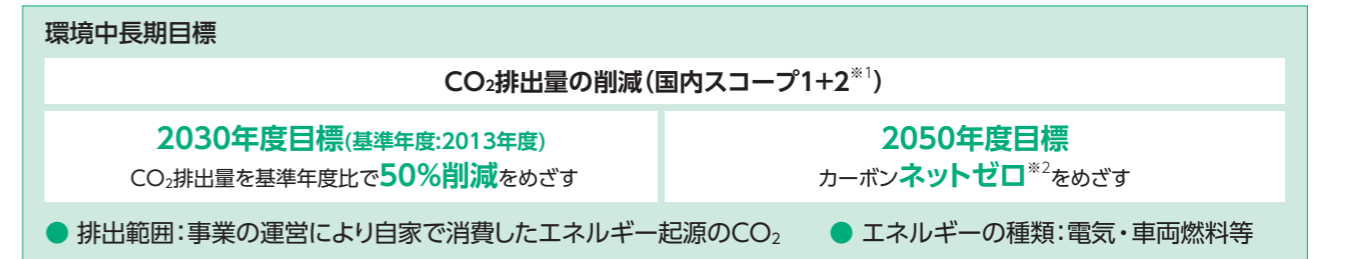 環境中長期目標
CO₂排出量の削減(国内スコープ1+2※1)
2030年度目標(基準年度:2013年度)
CO₂排出量を基準年度比で50%削減をめざす
2050年度目標
カーボンネットゼロ※2をめざす
● 排出範囲:事業の運営により自家で消費したエネルギー起源のCO₂ ● エネルギーの種類:電気・車両燃料等